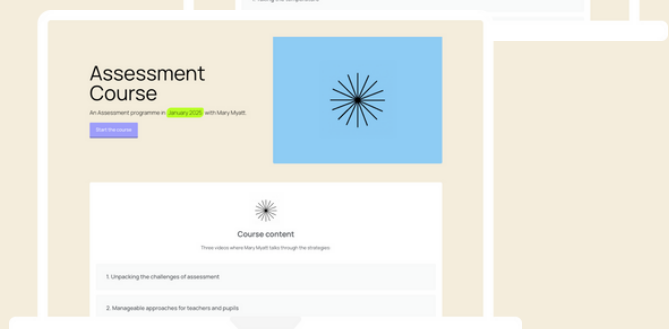 Assessment
Course
An Assessment programme in January 2025 with Mary Myatt
Start the course
Course content
Three videos where Mary Myatt talks through the strategies
1. Unpacking the challenges of assessment
2. Manageable approaches for teachers and pupils